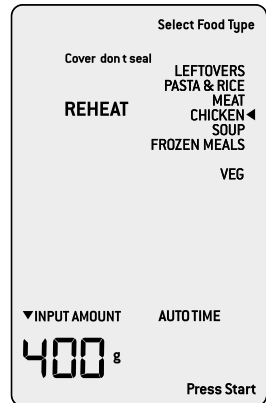 Select Food Type
Cover don t seal
LEFTOVERS
PASTA & RICE
MEAT
REHEAT
CHICKEN
SOUP
FROZEN MEALS
VEG
INPUT AMOUNT AUTO TIME
400 g
Press Start